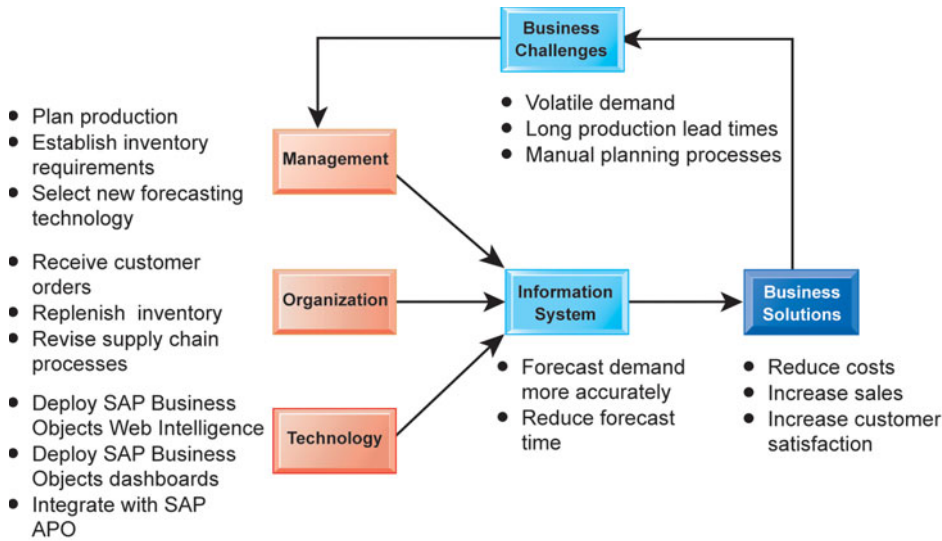 Business
Challenges
• Volatile demand
• Long production lead times
• Manual planning processes
• Plan production
• Establish inventory
requirements
• Select new forecasting
technology
Management
• Receive customer
orders
• Replenish inventory
• Revise supply chain
processes
Organization
• Deploy SAP Business
Objects Web Intelligence
• Deploy SAP Business
Objects dashboards
• Integrate with SAP
APO
Technology
Information
System
• Forecast demand
more accurately
• Reduce forecast
time
Business
Solutions
• Reduce costs
• Increase sales
• Increase customer
satisfaction